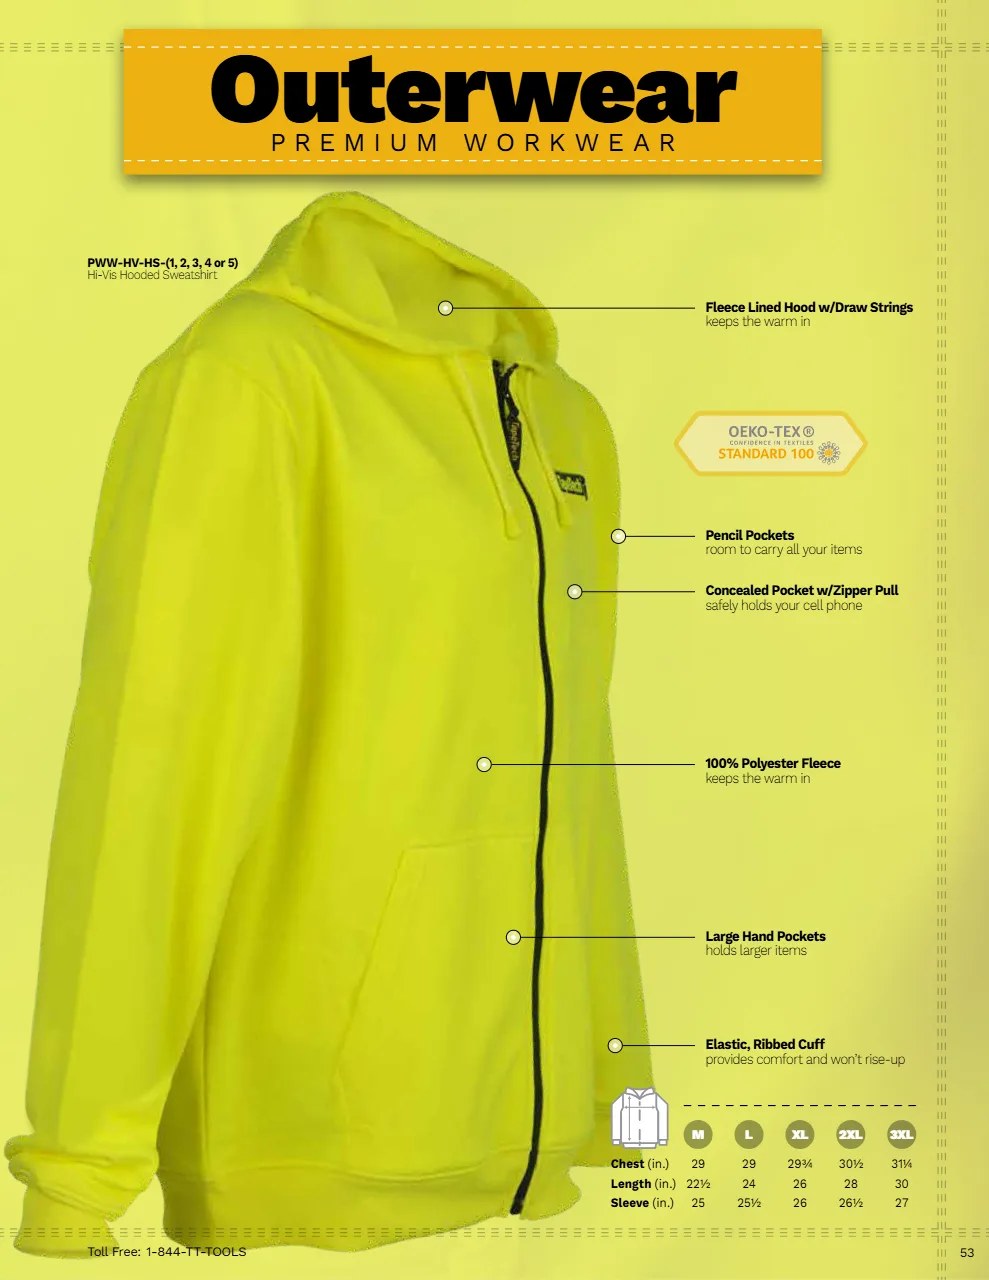 Outerwear
PREMIUM WORKWEAR
PWW-HV-HS-(1, 2, 3, 4 or 5)
Hi-Vis Hooded Sweatshirt
Fleece Lined Hood w/Draw Strings
keeps the warm in
OEKO-TEX®
CONFIDENCE IN TEXTILES
STANDARD 100
Pencil Pockets
room to carry all your items
Concealed Pocket w/Zipper Pull
safely holds your cell phone
100% Polyester Fleece
keeps the warm in
Large Hand Pockets
holds larger items
Elastic, Ribbed Cuff
provides comfort and won't rise-up
M L XL 2XL 3XL
Chest (in.) 29 29 29¾ 30½ 31¼
Length (in.) 22½ 24 26 28 30
Sleeve (in.) 25 25½ 26 26½ 27
Toll Free: 1-844-TT-TOOLS
53